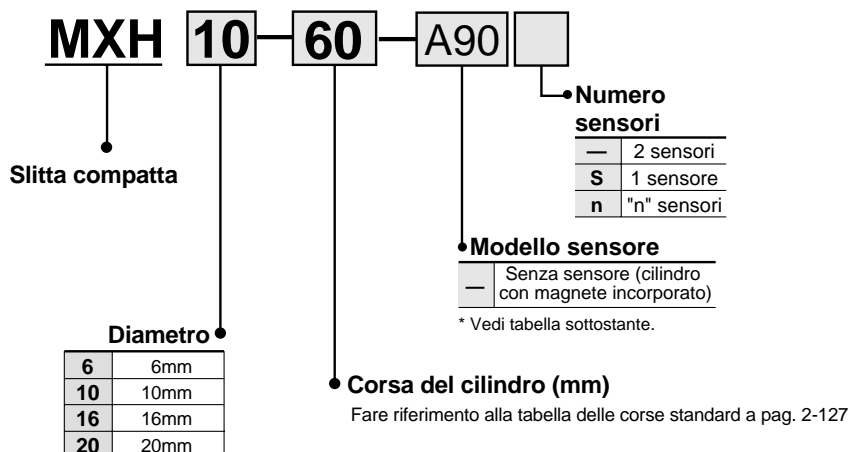 MXH 10 — 60 — A90
Numero
sensori
— 2 sensori
S 1 sensore
n "n" sensori
Slitta compatta
Modello sensore
— Senza sensore (cilindro
con magnete incorporato)
* Vedi tabella sottostante.
Diametro
6 6mm
10 10mm
16 16mm
20 20mm
Corsa del cilindro (mm)
Fare riferimento alla tabella delle corse standard a pag. 2-127